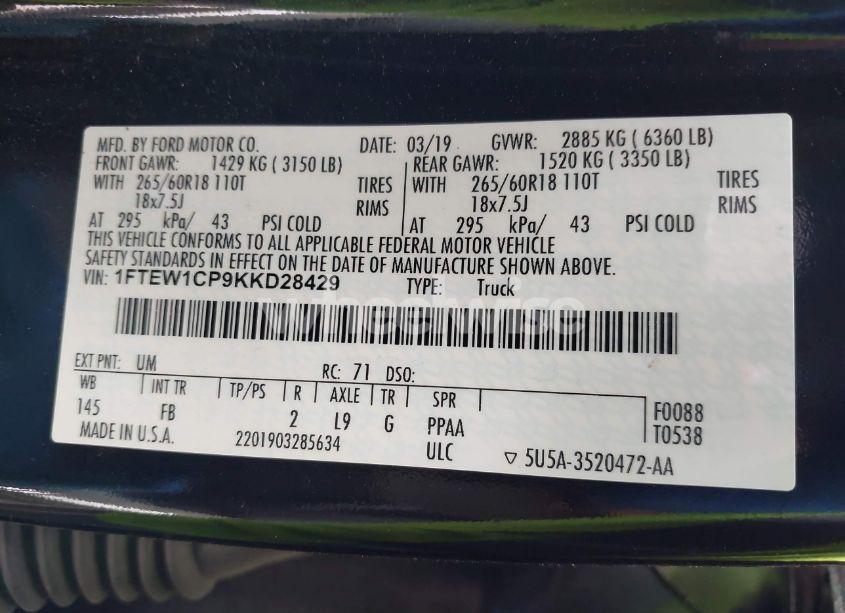 MFD. BY FORD MOTOR CO. DATE: 03/19 GVWR: 2885 KG ( 6360 LB)
FRONT GAWR: 1429 KG ( 3150 LB) REAR GAWR: 1520 KG ( 3350 LB)
WITH 265/60R18 110T TIRES WITH 265/60R18 110T TIRES
18x7.5J RIMS 18x7.5J RIMS
AT 295 kPa/ 43 PSI COLD AT 295 kPa/ 43 PSI COLD
THIS VEHICLE CONFORMS TO ALL APPLICABLE FEDERAL MOTOR VEHICLE
SAFETY STANDARDS IN EFFECT ON THE DATE OF MANUFACTURE SHOWN ABOVE.
VIN: 1FTEW1CP9KKD28429 TYPE: Truck
wheelwise
EXT PNT: UM RC: 71 DSO:
WB INT TR TP/PS R AXLE TR SPR
145 FB 2 L9 G PPAA F0088
MADE IN U.S.A. 2201903285634 ULC T0538
▽ 5U5A-3520472-AA